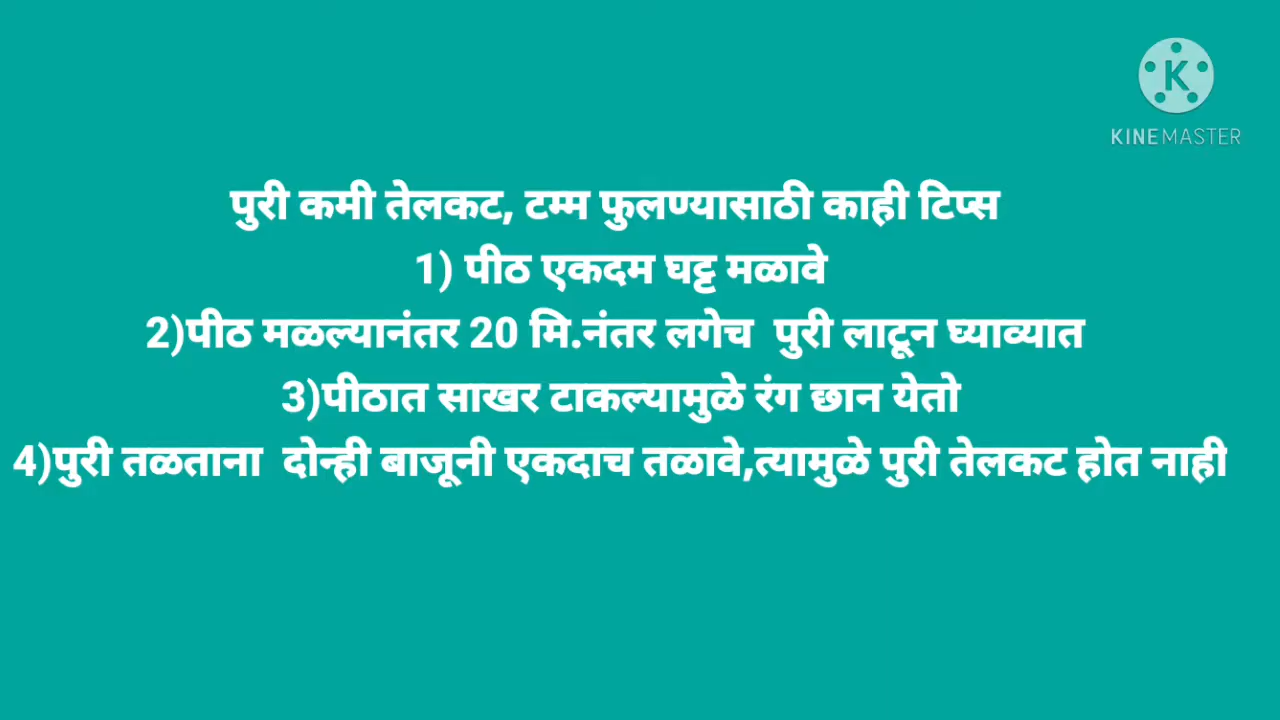 K
KINEMASTER
पुरी कमी तेलकट, टम्म फुलण्यासाठी काही टिप्स
1) पीठ एकदम घट्ट मळावे
2)पीठ मळल्यानंतर 20 मि.नंतर लगेच  पुरी लाटून घ्याव्यात
3)पीठात साखर टाकल्यामुळे रंग छान येतो
4)पुरी तळताना  दोन्ही बाजूनी एकदाच तळावे,त्यामुळे पुरी तेलकट होत नाही